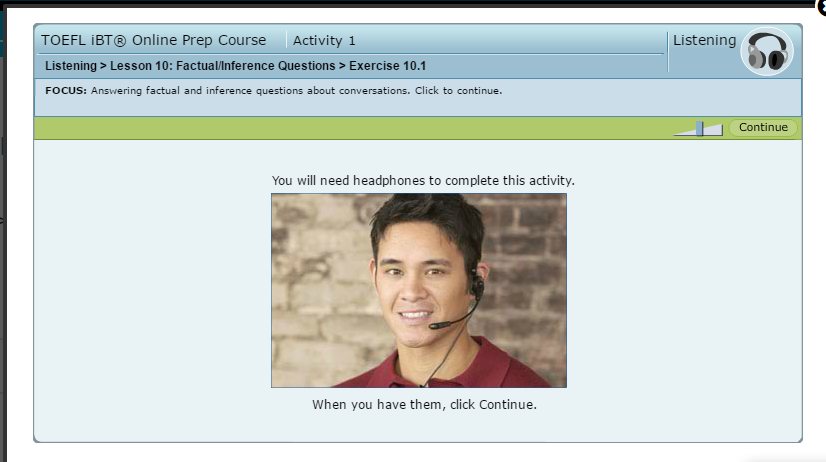 TOEFL iBT® Online Prep Course Activity 1 Listening
Listening > Lesson 10: Factual/Inference Questions > Exercise 10.1
FOCUS: Answering factual and inference questions about conversations. Click to continue.
Continue
You will need headphones to complete this activity.
When you have them, click Continue.